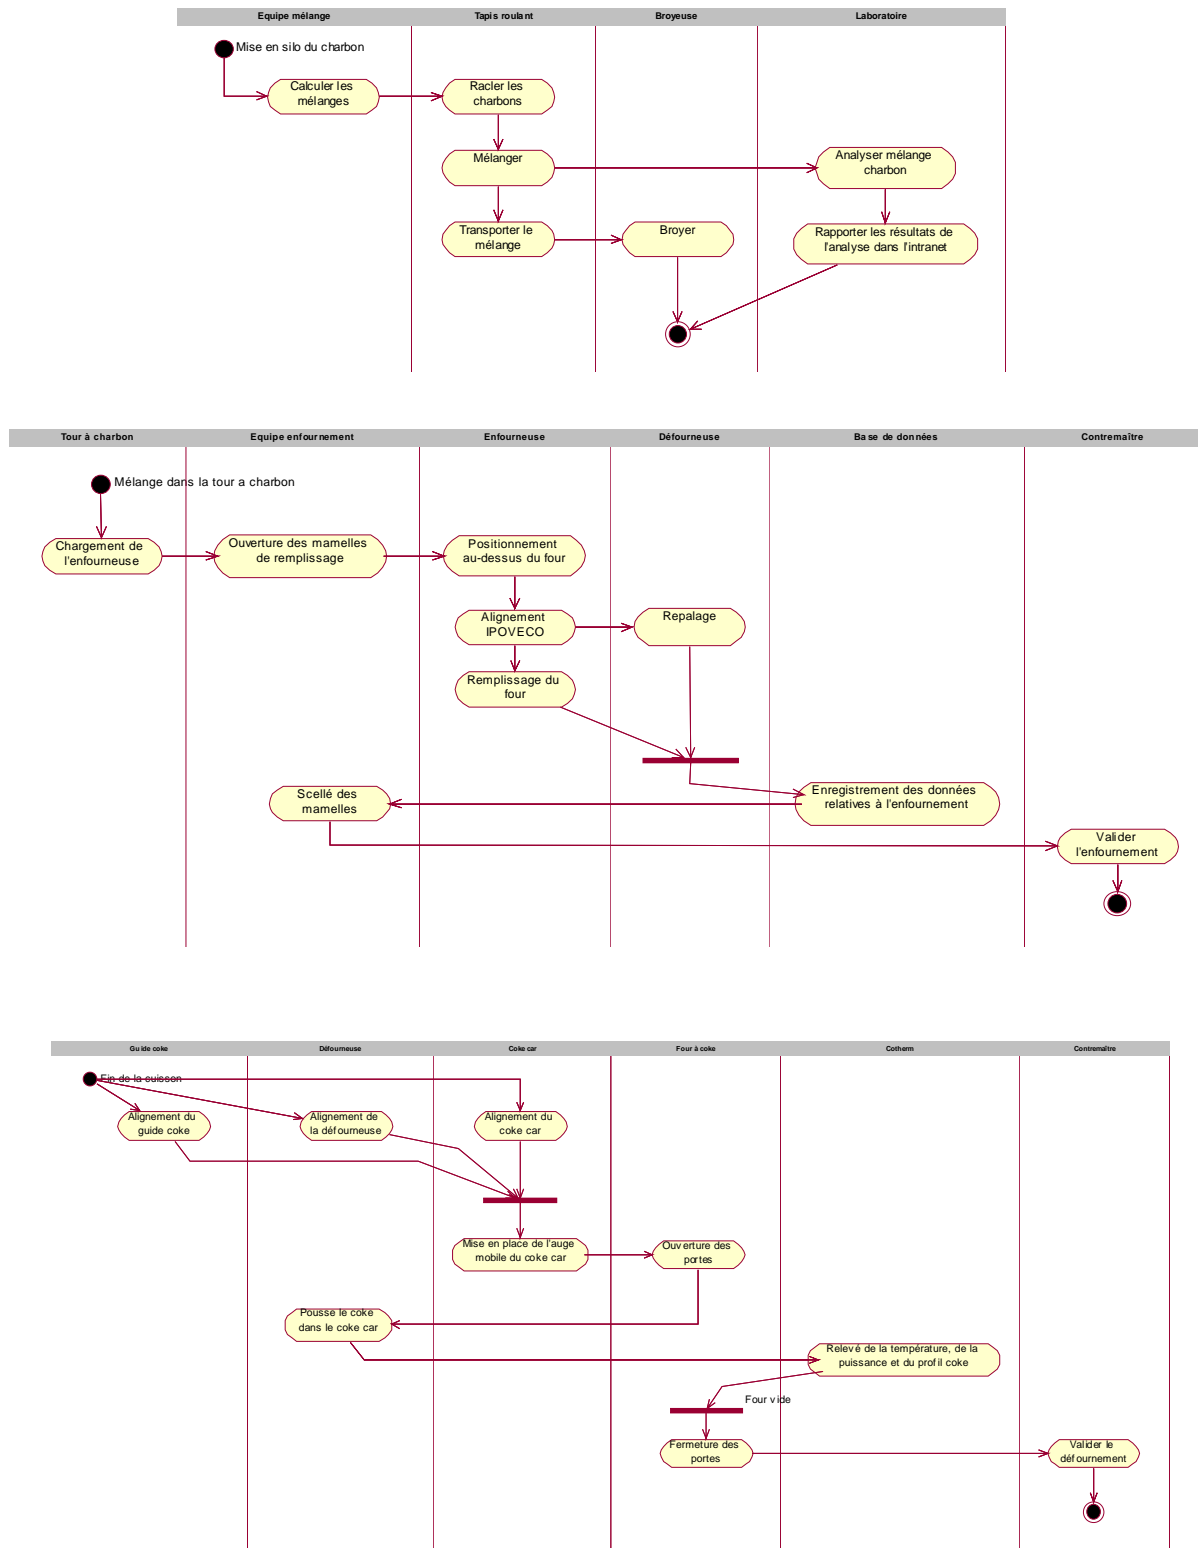 Equipe mélange
Tapis roulant
Broyeuse
Laboratoire
Mise en silo du charbon
Calculer les
mélanges
Racler les
charbons
Mélanger
Analyser mélange
charbon
Transporter le
mélange
Broyer
Rapporter les résultats de
l'analyse dans l'intranet
Tour à charbon
Equipe enfournement
Enfourneuse
Défourneuse
Base de données
Contremaître
Mélange dans la tour a charbon
Chargement de
l'enfourneuse
Ouverture des mamelles
de remplissage
Positionnement
au-dessus du four
Alignement
IPOVECO
Repalage
Remplissage du
four
Scellé des
mamelles
Enregistrement des données
relatives à l'enfournement
Valider
l'enfournement
Guide coke
Défourneuse
Coke car
Four à coke
Cotherm
Contremaître
Fin de la cuisson
Alignement du
guide coke
Alignement de
la défourneuse
Alignement du
coke car
Mise en place de l'auge
mobile du coke car
Ouverture des
portes
Pousse le coke
dans le coke car
Relevé de la température, de la
puissance et du profil coke
Four vide
Fermeture des
portes
Valider le
défournement